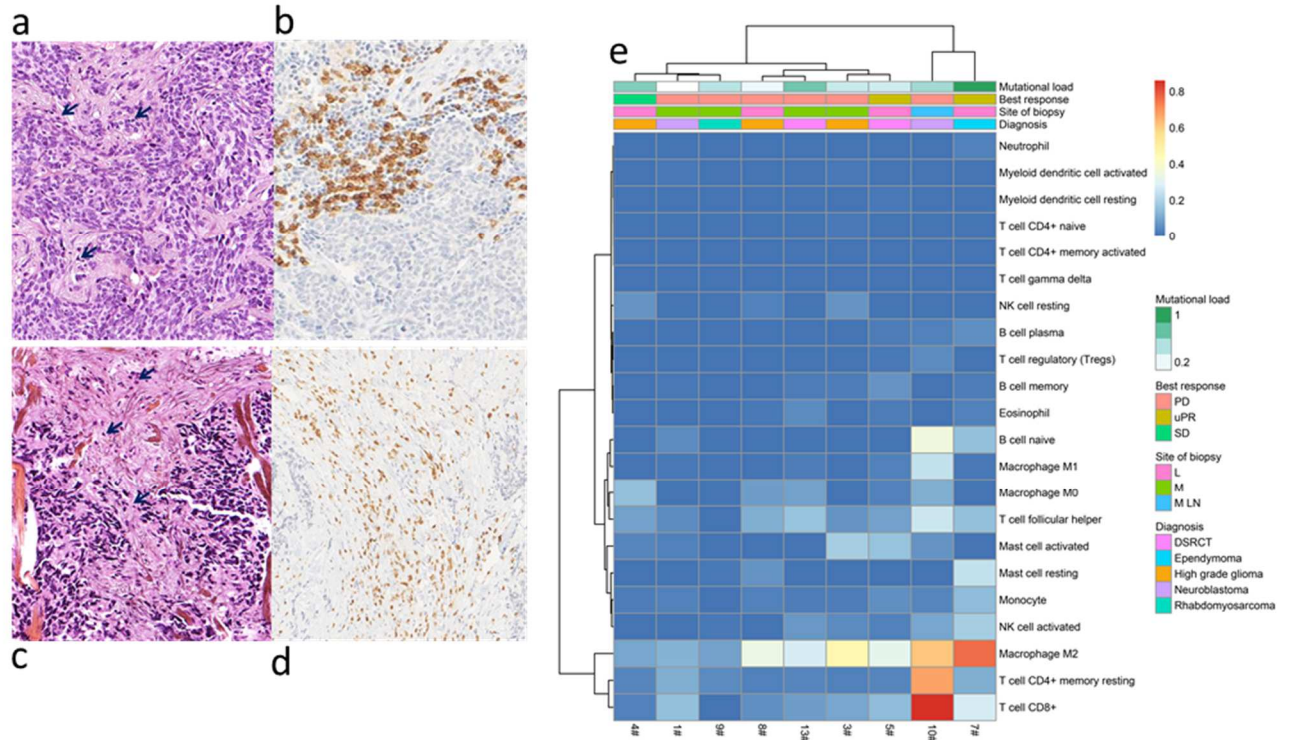 a
b
c
d
e
Mutational load
Best response
Site of biopsy
Diagnosis
Neutrophil
Myeloid dendritic cell activated
Myeloid dendritic cell resting
T cell CD4+ naive
T cell CD4+ memory activated
T cell gamma delta
NK cell resting
B cell plasma
T cell regulatory (Tregs)
B cell memory
Eosinophil
B cell naive
Macrophage M1
Macrophage M0
T cell follicular helper
Mast cell activated
Mast cell resting
Monocyte
NK cell activated
Macrophage M2
T cell CD4+ memory resting
T cell CD8+
4#
1#
9#
8#
13#
3#
5#
10#
7#
0.8
0.6
0.4
0.2
0
Mutational load
1
0.2
Best response
PD
uPR
SD
Site of biopsy
L
M
M LN
Diagnosis
DSRCT
Ependymoma
High grade glioma
Neuroblastoma
Rhabdomyosarcoma